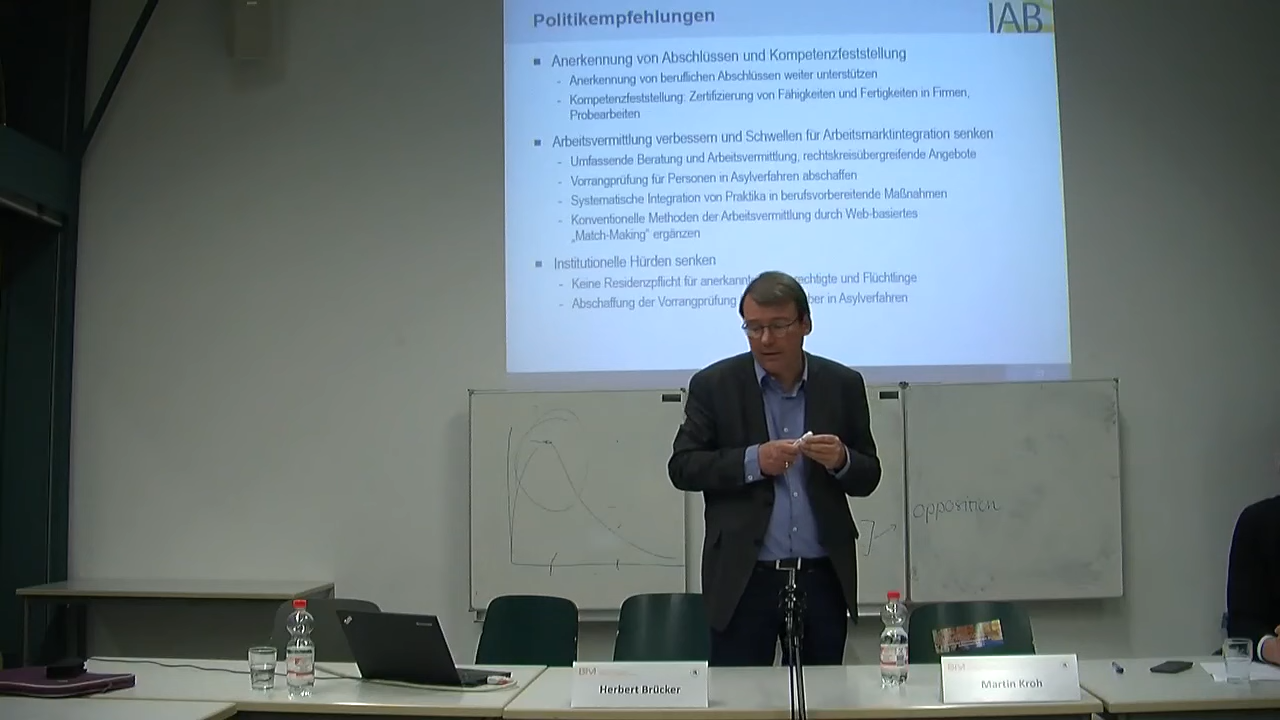 Politikempfehlungen
IAB
Anerkennung von Abschlüssen und Kompetenzfeststellung
- Anerkennung von beruflichen Abschlüssen weiter unterstützen
- Kompetenzfeststellung: Zertifizierung von Fähigkeiten und Fertigkeiten in Firmen,
Probearbeiten
Arbeitsvermittlung verbessern und Schwellen für Arbeitsmarktintegration senken
- Umfassende Beratung und Arbeitsvermittlung, rechtskreisübergreifende Angebote
- Vorrangprüfung für Personen in Asylverfahren abschaffen
- Systematische Integration von Praktika in berufsvorbereitende Maßnahmen
- Konventionelle Methoden der Arbeitsvermittlung durch Web-basiertes
„Match-Making" ergänzen
Institutionelle Hürden senken
- Keine Residenzpflicht für und Flüchtlinge
- Abschaffung der Vorrangprüfung in Asylverfahren
opposition
BIM
Herbert Brücker
BIM
Martin Kroh